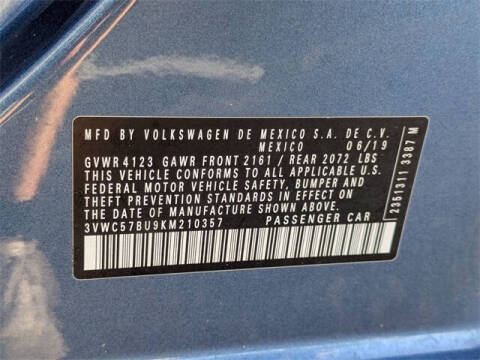 MFD BY VOLKSWAGEN DE MEXICO S.A. DE C.V.
MEXICO 06/19
GVWR 4123 GAWR FRONT 2161 / REAR 2072 LBS
THIS VEHICLE CONFORMS TO ALL APPLICABLE U.S.
FEDERAL MOTOR VEHICLE SAFETY, BUMPER AND
THEFT PREVENTION STANDARDS IN EFFECT ON
THE DATE OF MANUFACTURE SHOWN ABOVE.
3VWC57BU9KM210357 PASSENGER CAR
2351311 3387 M